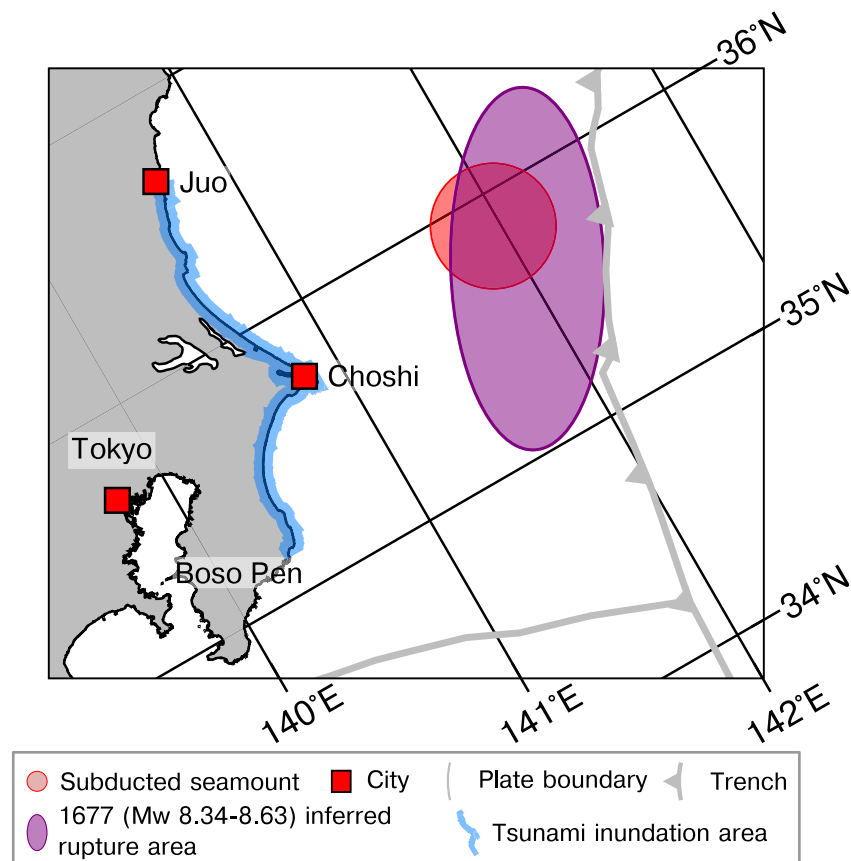 36°N
Juo
35°N
Choshi
Tokyo
Boso Pen
34°N
140°E
141°E
142°E
Subducted seamount
City
Plate boundary
Trench
1677 (Mw 8.34-8.63) inferred
rupture area
Tsunami inundation area